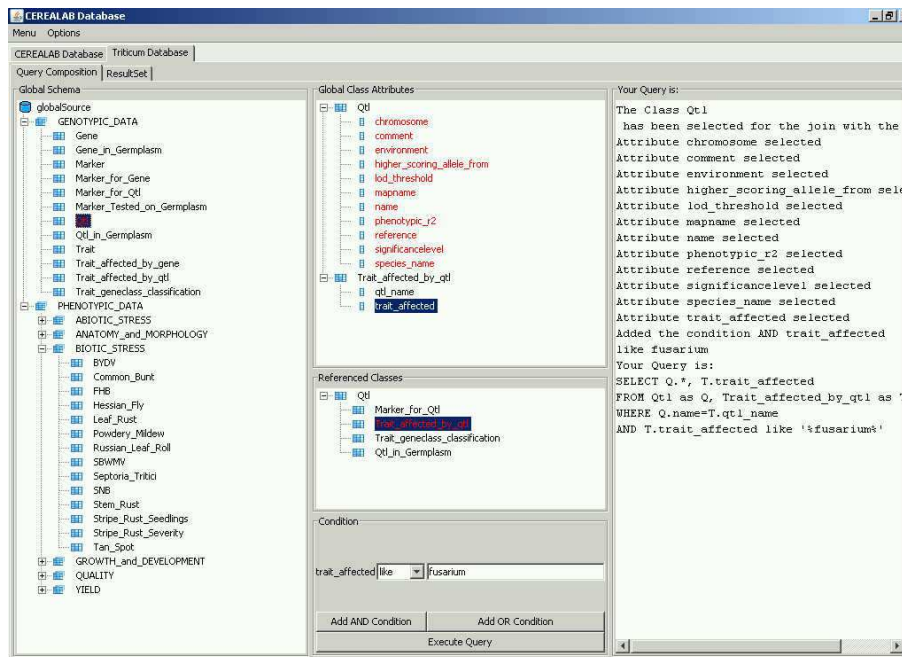 CEREALAB Database
Menu Options
CEREALAB Database Triticum Database
Query Composition ResultSet
Global Schema
globalSource
GENOTYPIC_DATA
Gene
Gene_in_Germplasm
Marker
Marker_for_Gene
Marker_for_Qtl
Marker_Tested_on_Germplasm
Qtl_in_Germplasm
Trait
Trait_affected_by_gene
Trait_affected_by_qtl
Trait_geneclass_classification
PHENOTYPIC_DATA
ABIOTIC_STRESS
ANATOMY_and_MORPHOLOGY
BIOTIC_STRESS
BYDV
Common_Bunt
FHB
Hessian_Fly
Leaf_Rust
Powdery_Mildew
Russian_Leaf_Roll
SBWMV
Septoria_Tritici
SNB
Stem_Rust
Stripe_Rust_Seedlings
Stripe_Rust_Severity
Tan_Spot
GROWTH_and_DEVELOPMENT
QUALITY
YIELD
Global Class Attributes
Qtl
chromosome
comment
environment
higher_scoring_allele_from
lod_threshold
mapname
name
phenotypic_r2
reference
significancelevel
species_name
Trait_affected_by_qtl
qtl_name
trait_affected
Referenced Classes
Qtl
Marker_for_Qtl
Trait_affected_by_qtl
Trait_geneclass_classification
Qtl_in_Germplasm
Condition
trait_affected like fusarium
Add AND Condition Add OR Condition
Execute Query
Your Query is:
The Class Qtl
has been selected for the join with the
Attribute chromosome selected
Attribute comment selected
Attribute environment selected
Attribute higher_scoring_allele_from sele
Attribute lod_threshold selected
Attribute mapname selected
Attribute name selected
Attribute phenotypic_r2 selected
Attribute reference selected
Attribute significancelevel selected
Attribute species_name selected
Attribute trait_affected selected
Added the condition AND trait_affected
like fusarium
Your Query is:
SELECT Q.*, T.trait_affected
FROM Qtl as Q, Trait_affected_by_qtl as T
WHERE Q.name=T.qtl_name
AND T.trait_affected like '%fusarium%'